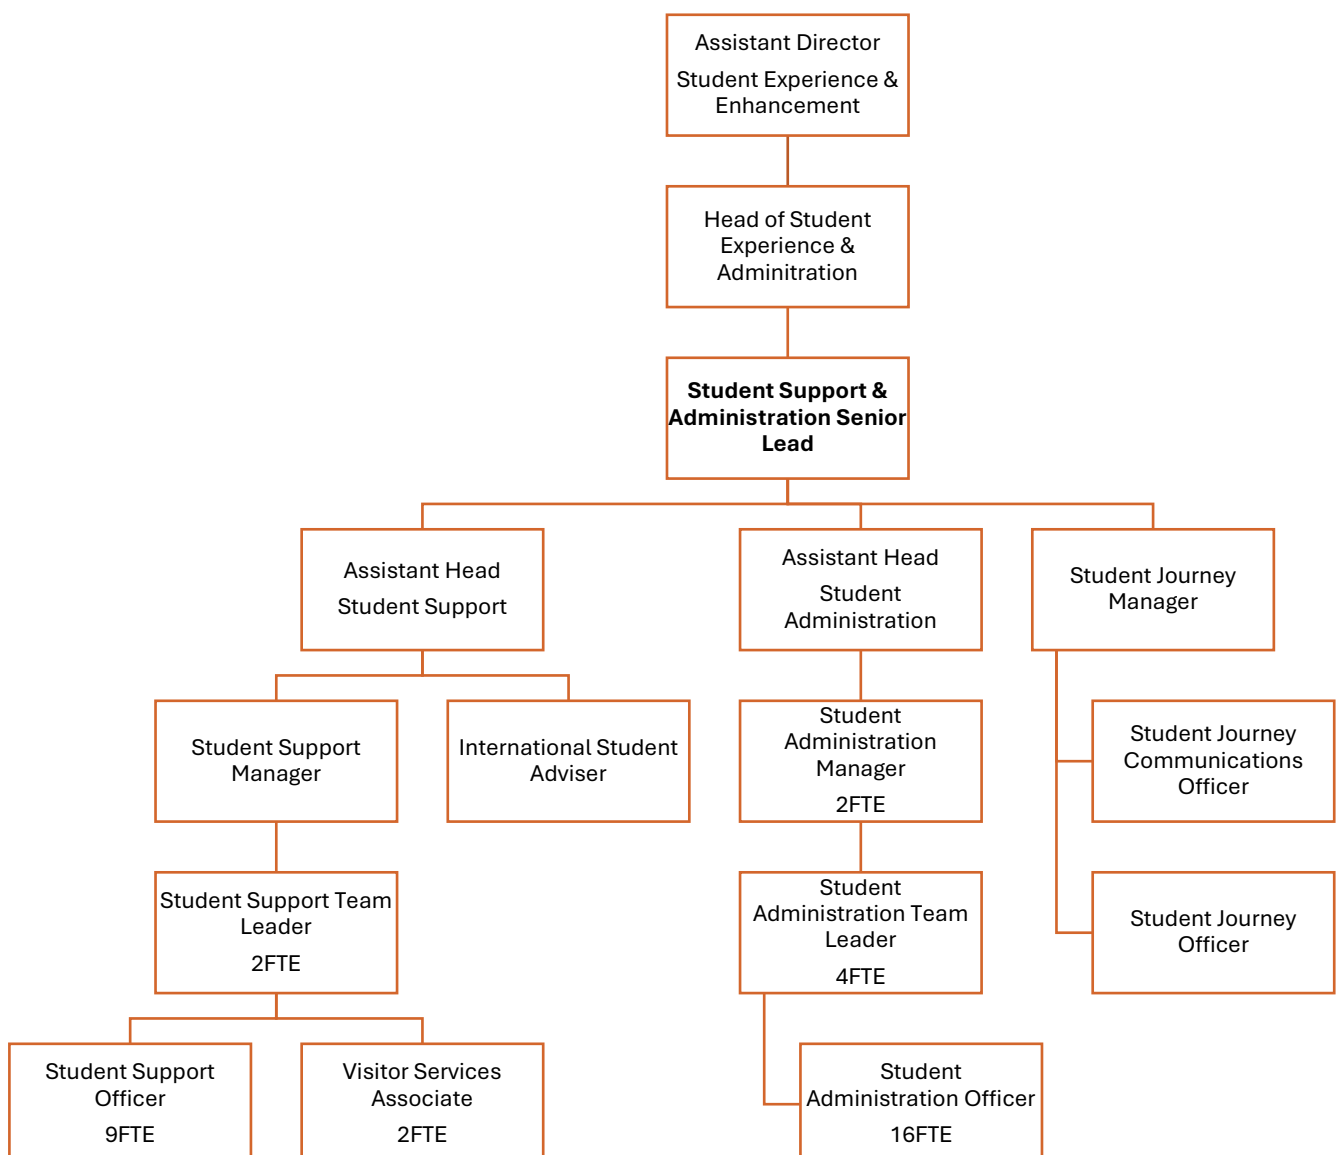 Assistant Director
Student Experience &
Enhancement
Head of Student
Experience &
Adminitration
Student Support &
Administration Senior
Lead
Assistant Head
Student Support
Assistant Head
Student
Administration
Student Journey
Manager
Student Support
Manager
International Student
Adviser
Student
Administration
Manager
2FTE
Student Journey
Communications
Officer
Student Support Team
Leader
2FTE
Student
Administration Team
Leader
4FTE
Student Journey
Officer
Student Support
Officer
9FTE
Visitor Services
Associate
2FTE
Student
Administration Officer
16FTE